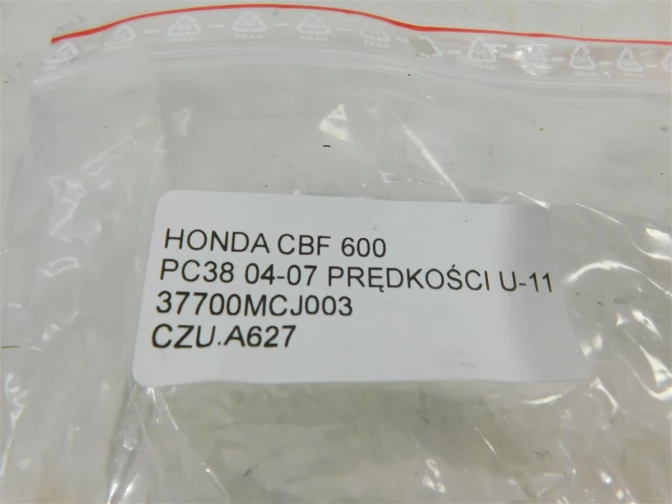 HONDA CBF 600
PC38 04-07 PRĘDKOŚCI U-11
37700MCJ003
CZU.A627